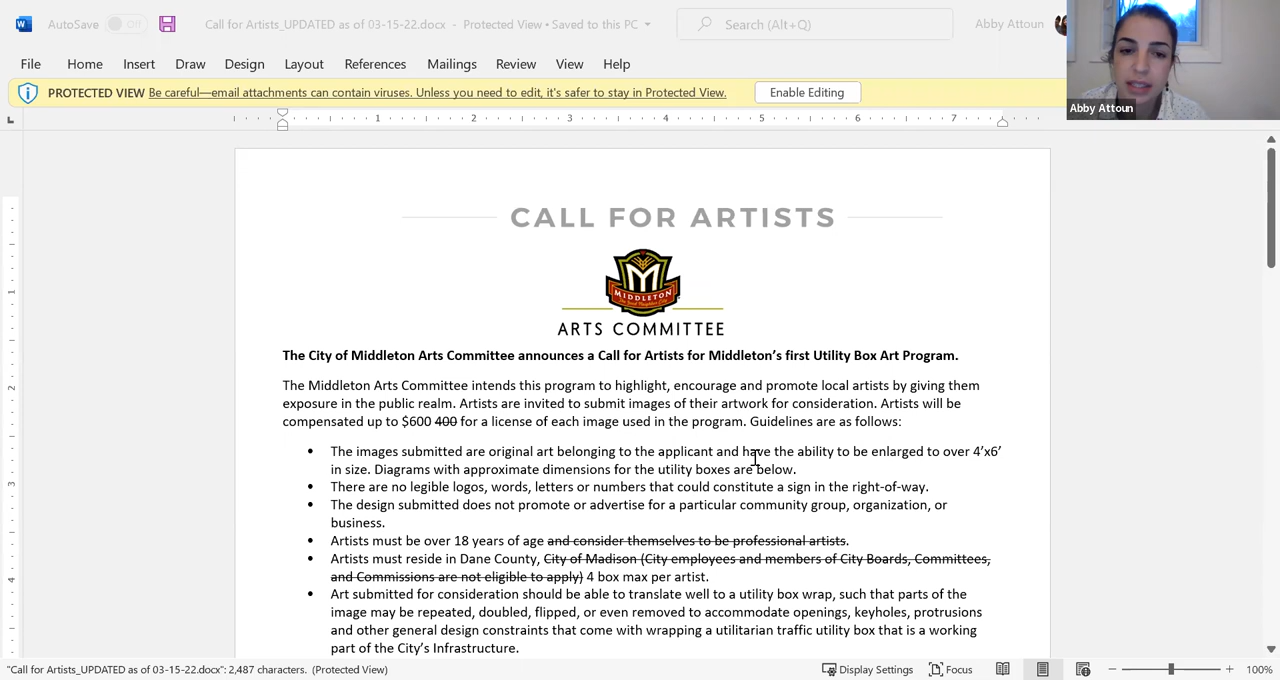 AutoSave Off Call for Artists_UPDATED as of 03-15-22.docx - Protected View • Saved to this PC Search (Alt+Q) Abby Attoun
File Home Insert Draw Design Layout References Mailings Review View Help
PROTECTED VIEW Be careful—email attachments can contain viruses. Unless you need to edit, it's safer to stay in Protected View. Enable Editing
Abby Attoun
1 2 3 4 5 6 7
CALL FOR ARTISTS
MIDDLETON
ARTS COMMITTEE
The City of Middleton Arts Committee announces a Call for Artists for Middleton’s first Utility Box Art Program.
The Middleton Arts Committee intends this program to highlight, encourage and promote local artists by giving them
exposure in the public realm. Artists are invited to submit images of their artwork for consideration. Artists will be
compensated up to $600 400 for a license of each image used in the program. Guidelines are as follows:
• The images submitted are original art belonging to the applicant and have the ability to be enlarged to over 4’x6’
in size. Diagrams with approximate dimensions for the utility boxes are below.
• There are no legible logos, words, letters or numbers that could constitute a sign in the right-of-way.
• The design submitted does not promote or advertise for a particular community group, organization, or
business.
• Artists must be over 18 years of age and consider themselves to be professional artists.
• Artists must reside in Dane County, City of Madison (City employees and members of City Boards, Committees,
and Commissions are not eligible to apply) 4 box max per artist.
• Art submitted for consideration should be able to translate well to a utility box wrap, such that parts of the
image may be repeated, doubled, flipped, or even removed to accommodate openings, keyholes, protrusions
and other general design constraints that come with wrapping a utilitarian traffic utility box that is a working
part of the City’s Infrastructure.
1
2
3
4
"Call for Artists_UPDATED as of 03-15-22.docx": 2,487 characters. (Protected View) Display Settings Focus 100%